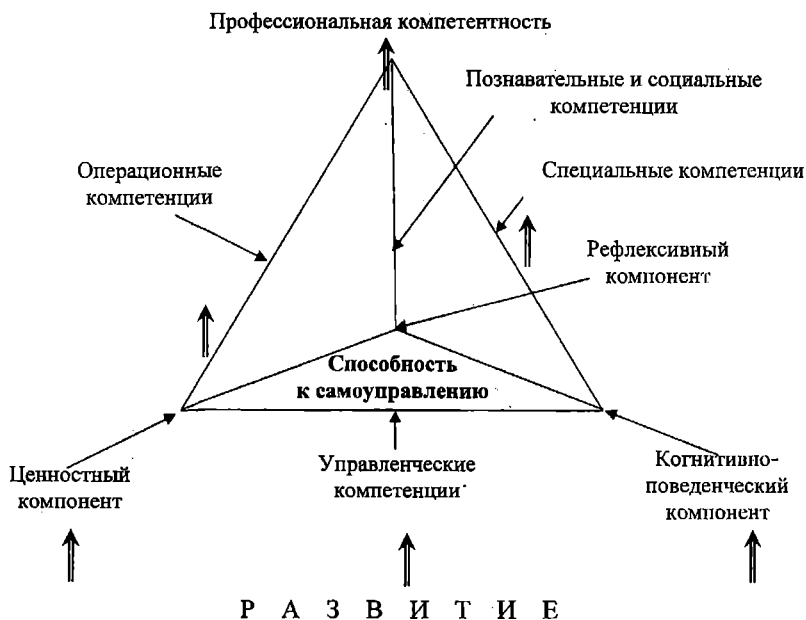 Профессиональная компетентность
Познавательные и социальные
компетенции
Операционные
компетенции
Специальные компетенции
Рефлексивный
компонент
Способность
к самоуправлению
Ценностный
компонент
Управленческие
компетенции
Когнитивно-
поведенческий
компонент
Р А З В И Т И Е